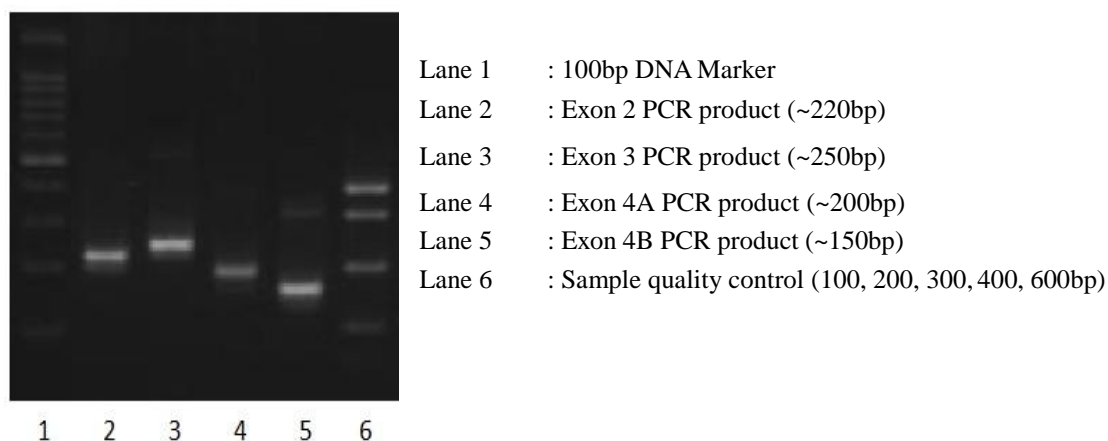 Lane 1 : 100bp DNA Marker
Lane 2 : Exon 2 PCR product (~220bp)
Lane 3 : Exon 3 PCR product (~250bp)
Lane 4 : Exon 4A PCR product (~200bp)
Lane 5 : Exon 4B PCR product (~150bp)
Lane 6 : Sample quality control (100, 200, 300, 400, 600bp)
1 2 3 4 5 6